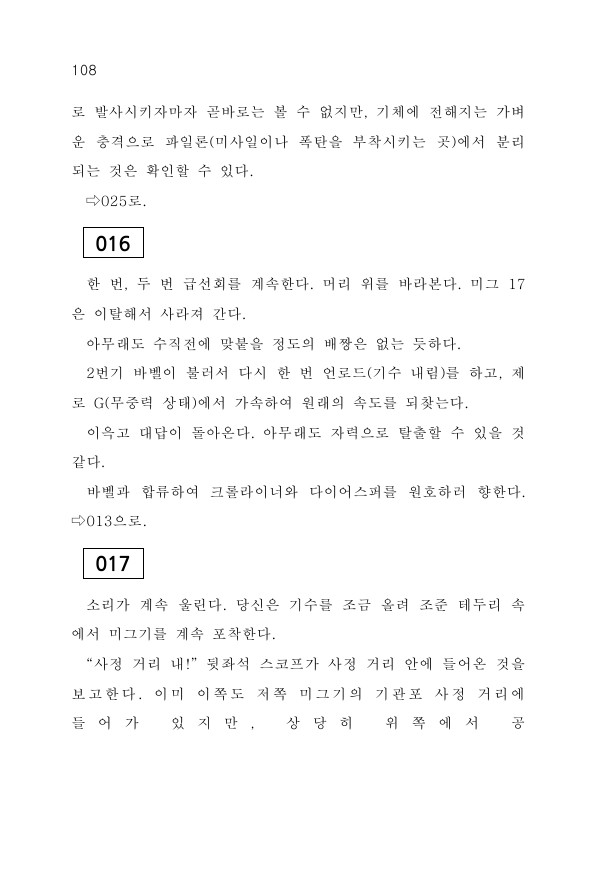 108
로 발사시키자마자 곧바로는 볼 수 없지만, 기체에 전해지는 가벼
운 충격으로 파일론(미사일이나 폭탄을 부착시키는 곳)에서 분리
되는 것은 확인할 수 있다.
⇨025로.
016
한 번, 두 번 급선회를 계속한다. 머리 위를 바라본다. 미그 17
은 이탈해서 사라져 간다.
아무래도 수직전에 맞붙을 정도의 배짱은 없는 듯하다.
2번기 바벨이 불러서 다시 한 번 언로드(기수 내림)를 하고, 제
로 G(무중력 상태)에서 가속하여 원래의 속도를 되찾는다.
이윽고 대답이 돌아온다. 아무래도 자력으로 탈출할 수 있을 것
같다.
바벨과 합류하여 크롤라이너와 다이어스퍼를 원호하러 향한다.
⇨013으로.
017
소리가 계속 울린다. 당신은 기수를 조금 올려 조준 테두리 속
에서 미그기를 계속 포착한다.
“사정 거리 내!” 뒷좌석 스코프가 사정 거리 안에 들어온 것을
보고한다. 이미 이쪽도 저쪽 미그기의 기관포 사정 거리에
들어가 있지만, 상당히 위쪽에서 공